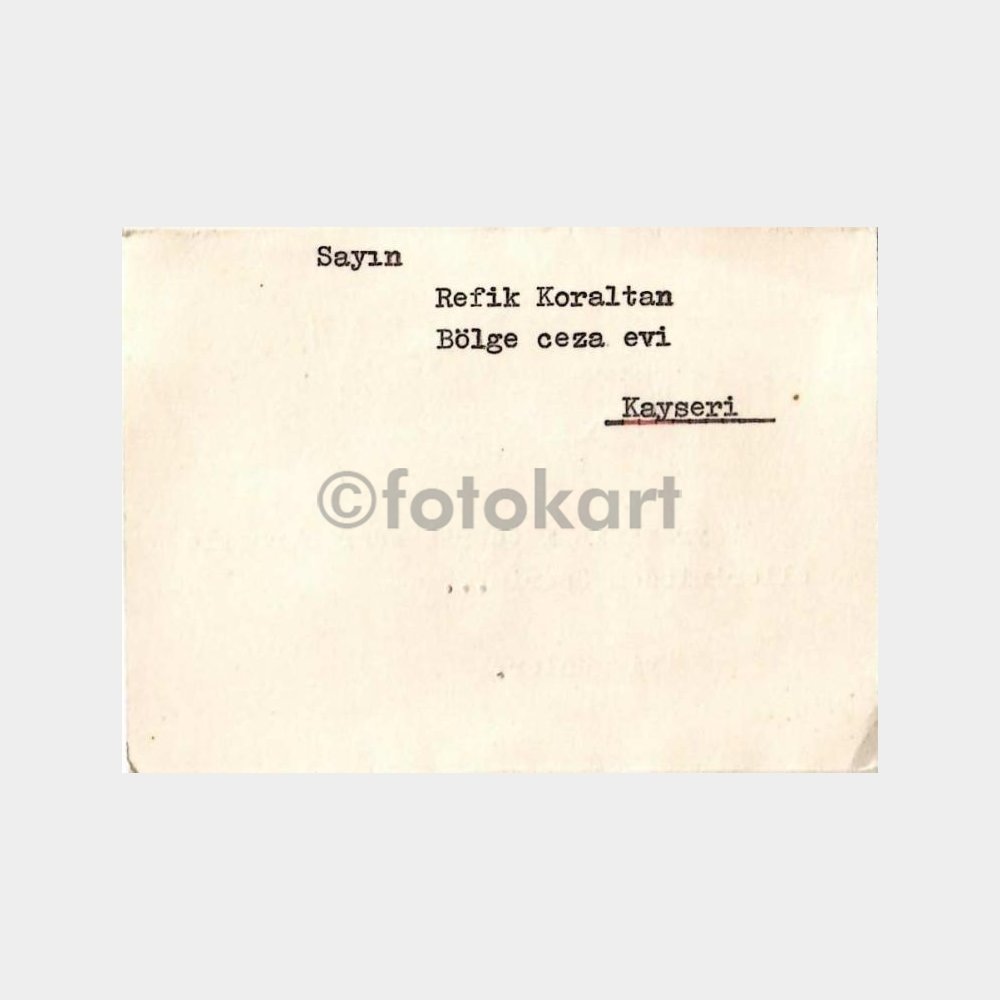 Sayın
Refik Koraltan
Bölge ceza evi
Kayseri
©fotokart